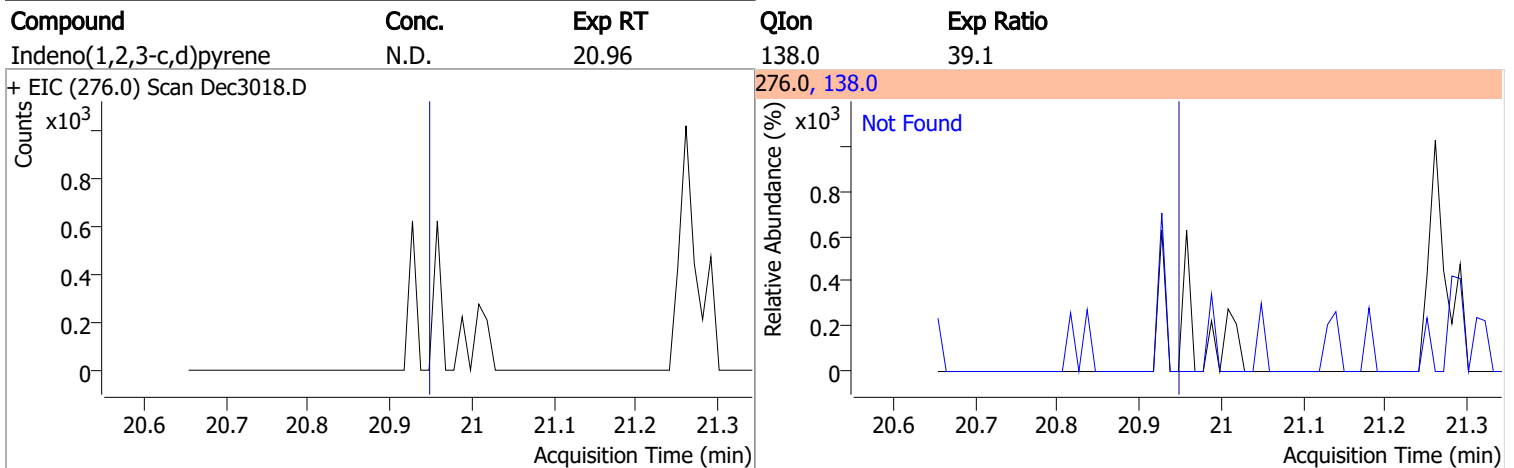 Compound Conc. Exp RT QIon Exp Ratio
Indeno(1,2,3-c,d)pyrene N.D. 20.96 138.0 39.1
+ EIC (276.0) Scan Dec3018.D
Counts
x10³
0.8
0.6
0.4
0.2
0
20.6 20.7 20.8 20.9 21 21.1 21.2 21.3
Acquisition Time (min)
276.0, 138.0
Relative Abundance (%)
x10³
Not Found
0.8
0.6
0.4
0.2
0
20.6 20.7 20.8 20.9 21 21.1 21.2 21.3
Acquisition Time (min)